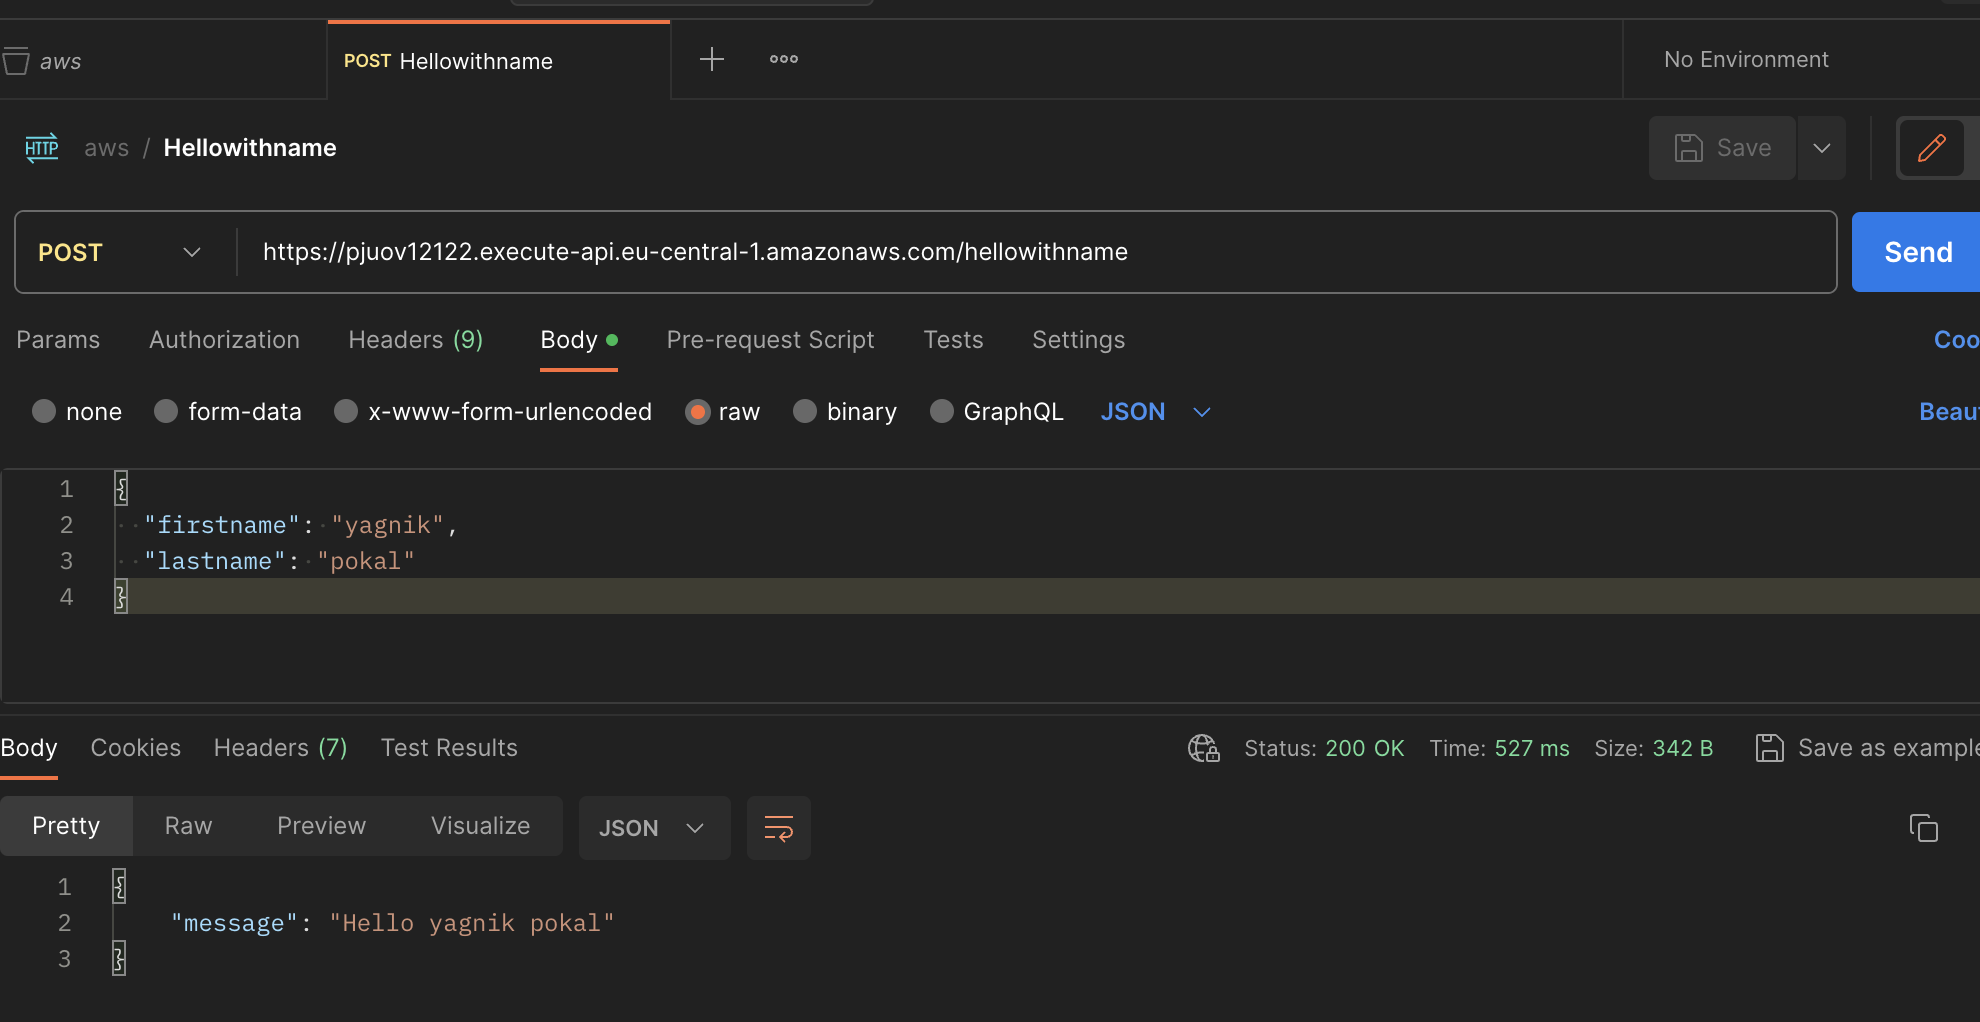 aws
POST Hellowithname
No Environment
HTTP aws / Hellowithname
Save
POST https://pjuov12122.execute-api.eu-central-1.amazonaws.com/hellowithname Send
Params Authorization Headers (9) Body Pre-request Script Tests Settings Coo
none form-data x-www-form-urlencoded raw binary GraphQL JSON Beau
1 {
2 "firstname": "yagnik",
3 "lastname": "pokal"
4 }
Body Cookies Headers (7) Test Results Status: 200 OK Time: 527 ms Size: 342 B Save as example
Pretty Raw Preview Visualize JSON
1 {
2 "message": "Hello yagnik pokal"
3 }